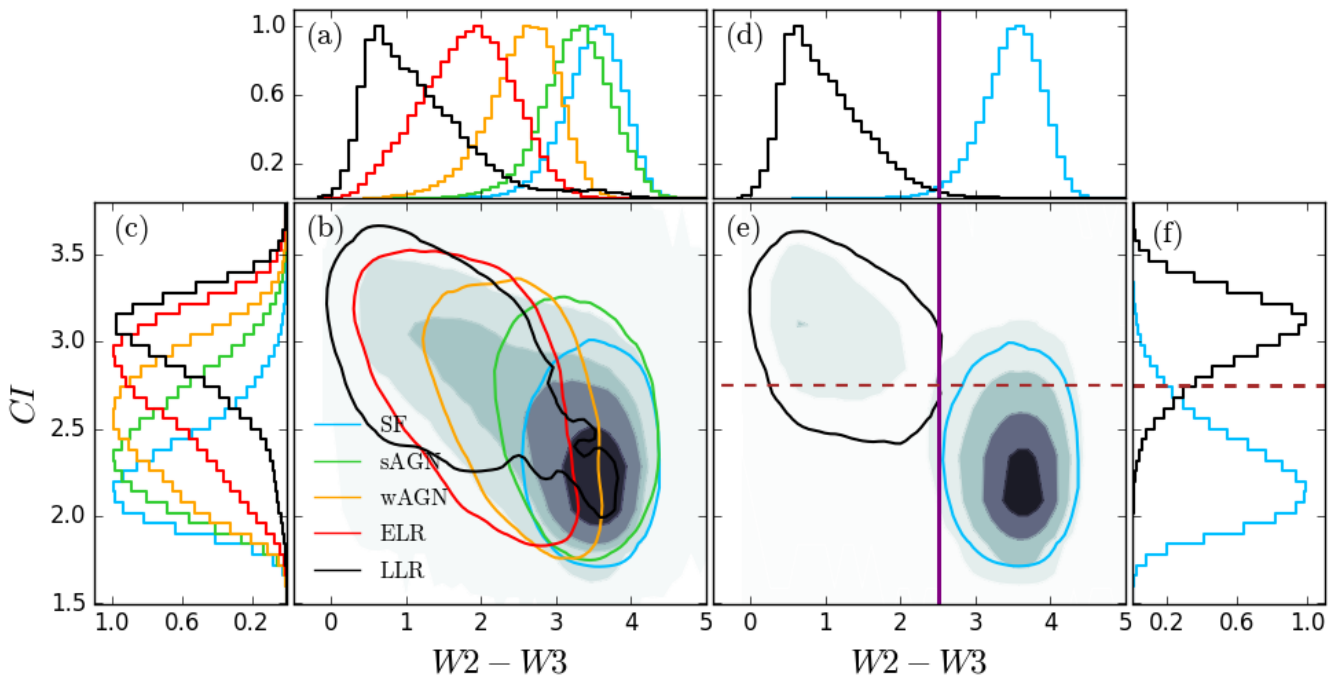 1.0
0.6
0.2
(a)
(d)
3.5
3.0
2.5
2.0
1.5
CI
(c)
(b)
(e)
(f)
SF
sAGN
wAGN
ELR
LLR
1.0 0.6 0.2
0 1 2 3 4 5
0 1 2 3 4 5
0.2 0.6 1.0
W2 − W3
W2 − W3